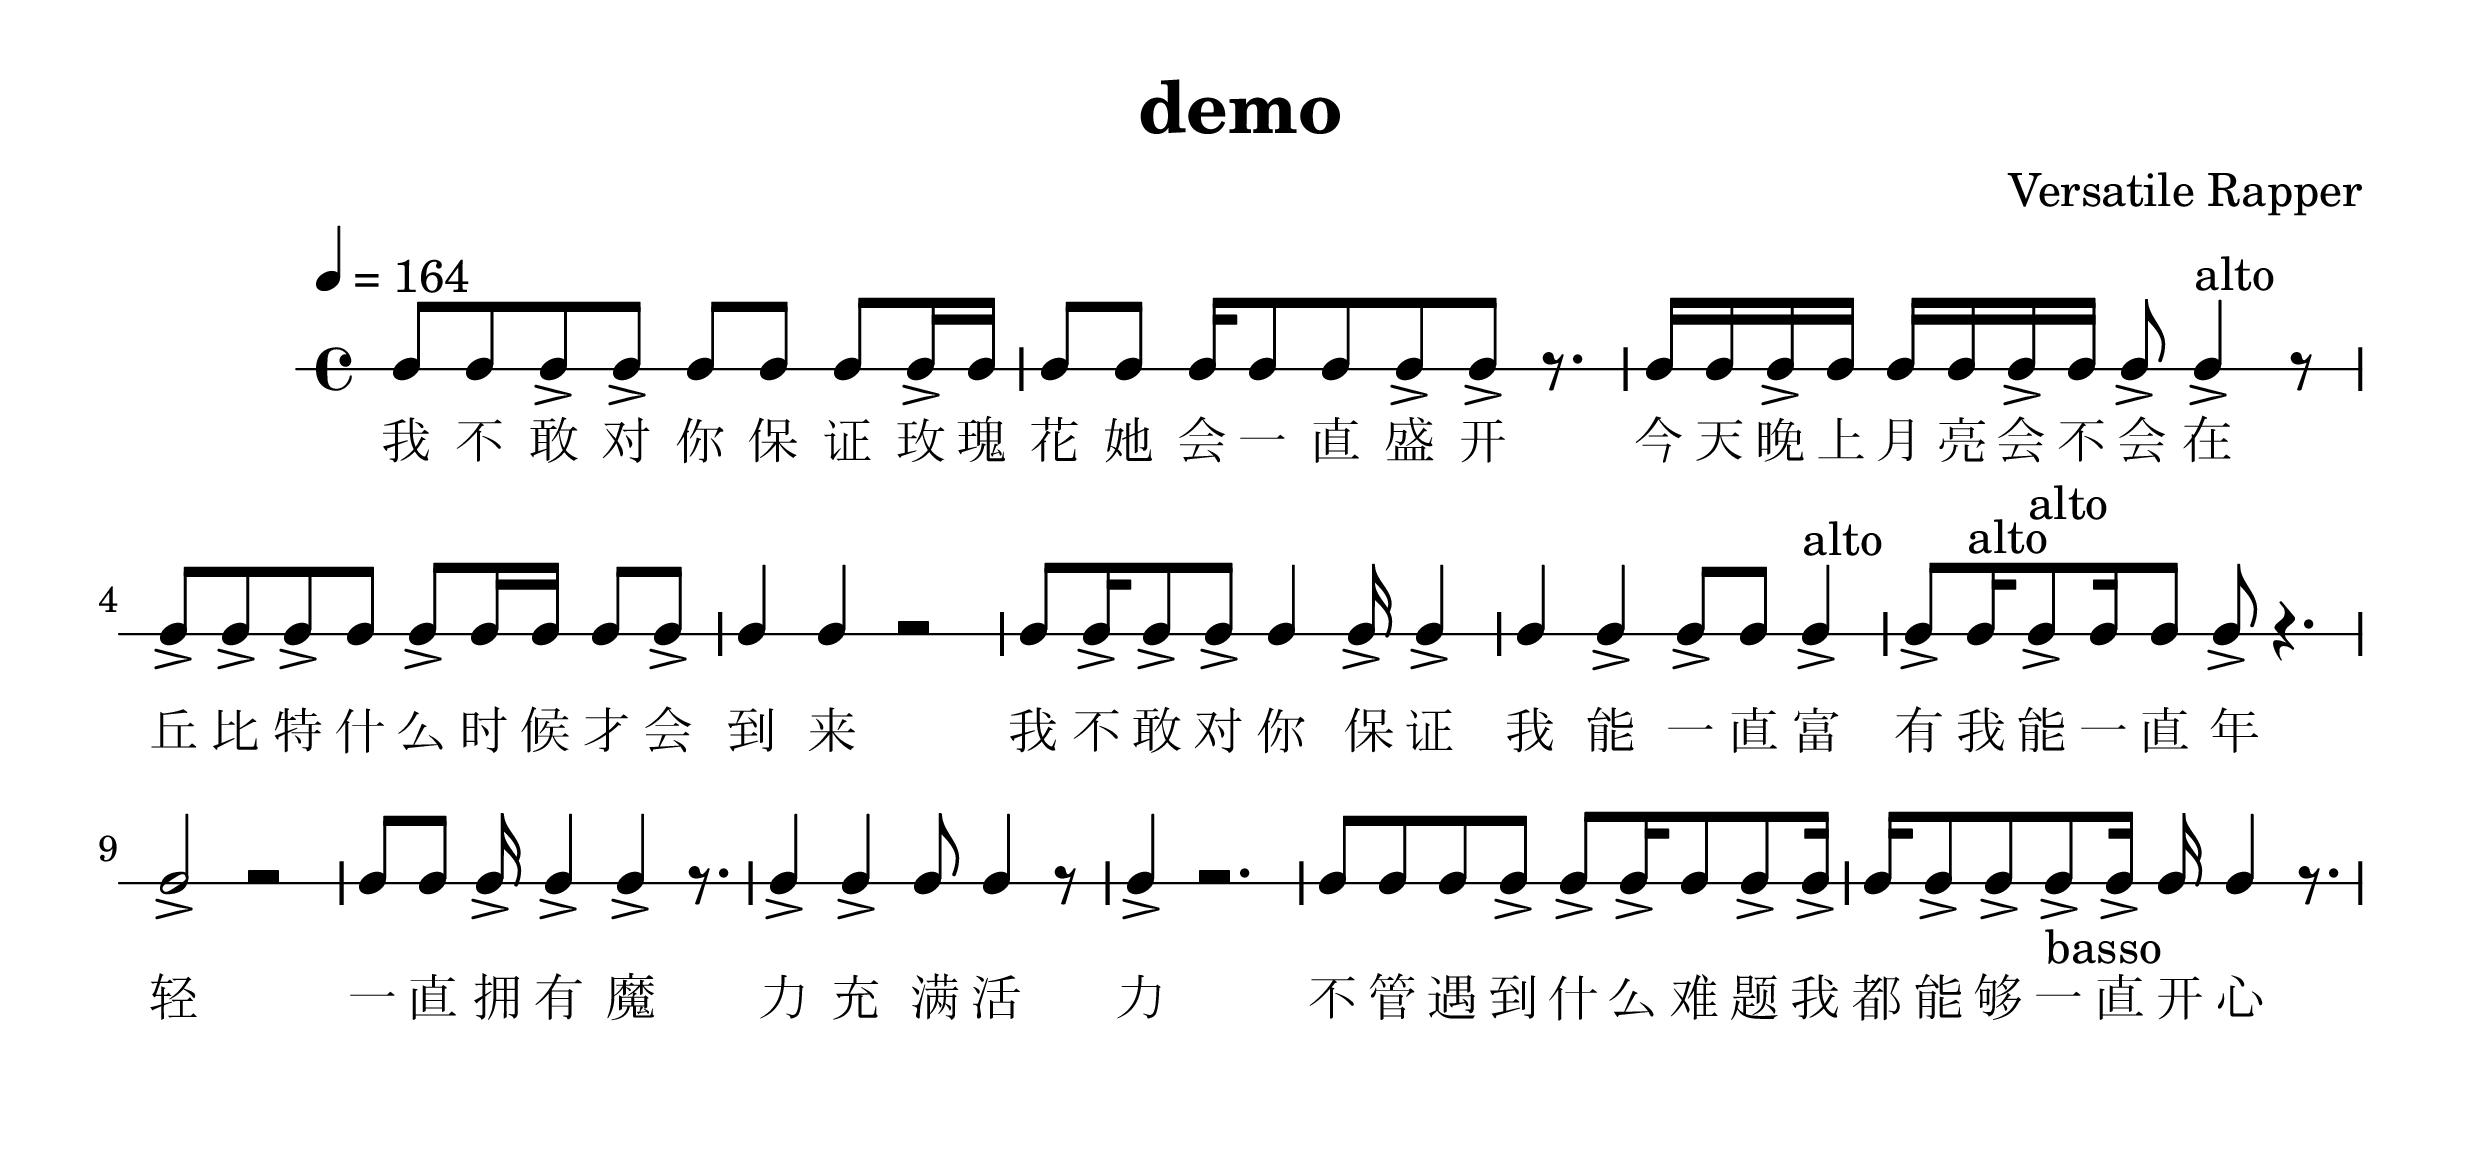 demo
Versatile Rapper
= 164
alto
我 不 敢 对 你 保 证 玫 瑰 花 她 会 一 直 盛 开 今 天 晚 上 月 亮 会 不 会 在
alto
alto alto
4
丘 比 特 什 么 时 候 才 会 到 来 我 不 敢 对 你 保 证 我 能 一 直 富 有 我 能 一 直 年
9
basso
轻 一 直 拥 有 魔 力 充 满 活 力 不 管 遇 到 什 么 难 题 我 都 能 够 一 直 开 心